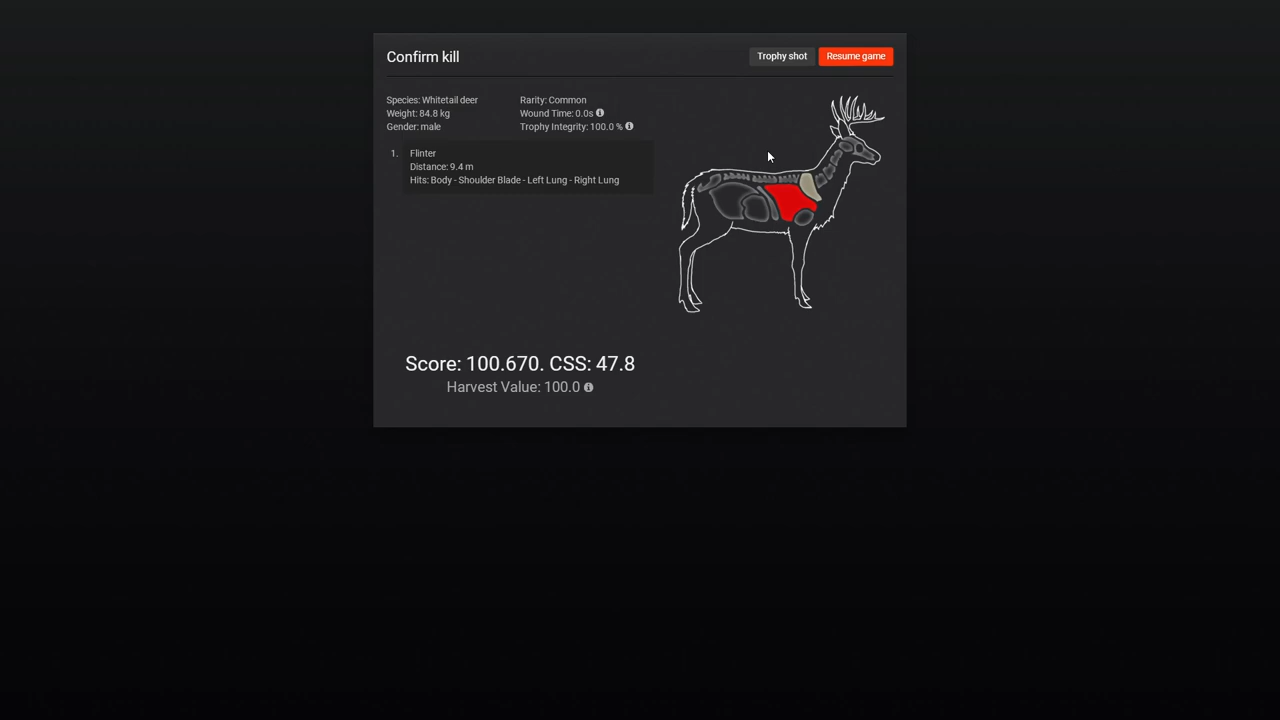 Confirm kill
Trophy shot
Resume game
Species: Whitetail deer
Weight: 84.8 kg
Gender: male
Rarity: Common
Wound Time: 0.0s
Trophy Integrity: 100.0 %
1.
Flinter
Distance: 9.4 m
Hits: Body - Shoulder Blade - Left Lung - Right Lung
Score: 100.670. CSS: 47.8
Harvest Value: 100.0